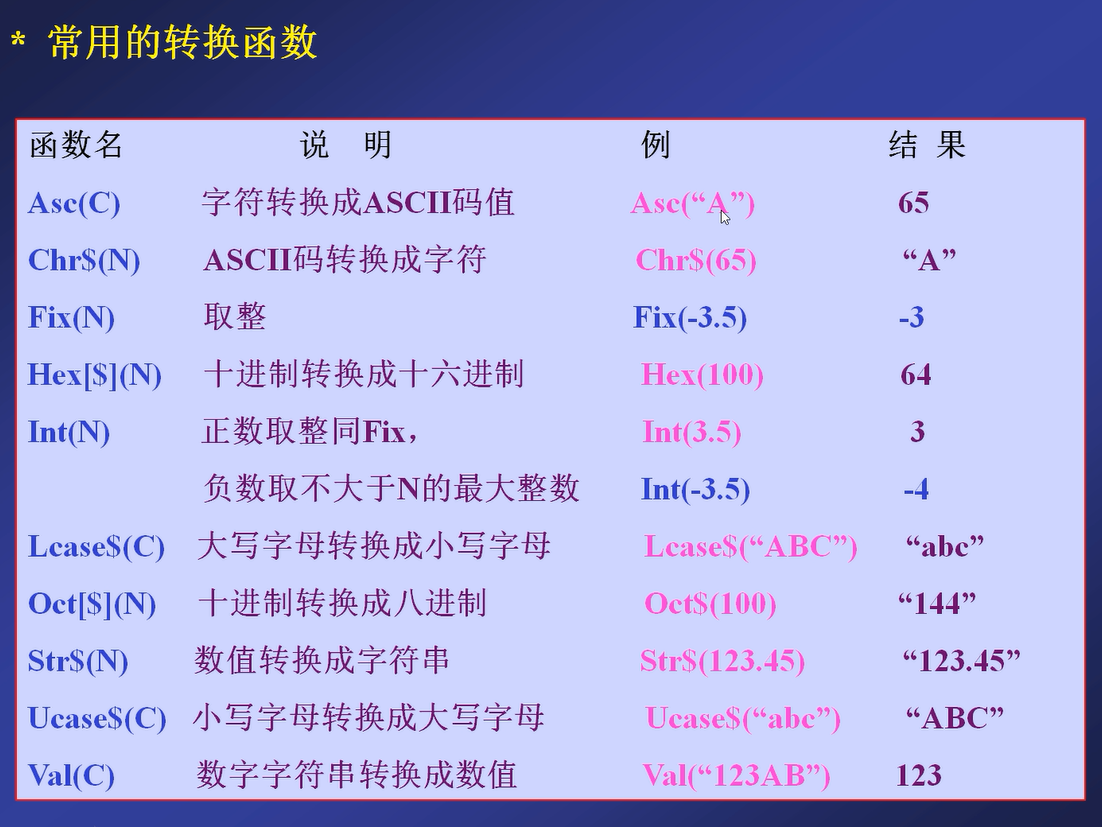 * 常用的转换函数
函数名 说 明 例 结 果
Asc(C) 字符转换成ASCII码值 Asc(“A”) 65
Chr$(N) ASCII码转换成字符 Chr$(65) “A”
Fix(N) 取整 Fix(-3.5) -3
Hex[$](N) 十进制转换成十六进制 Hex(100) 64
Int(N) 正数取整同Fix， Int(3.5) 3
负数取不大于N的最大整数 Int(-3.5) -4
Lcase$(C) 大写字母转换成小写字母 Lcase$(“ABC”) “abc”
Oct[$](N) 十进制转换成八进制 Oct$(100) “144”
Str$(N) 数值转换成字符串 Str$(123.45) “123.45”
Ucase$(C) 小写字母转换成大写字母 Ucase$(“abc”) “ABC”
Val(C) 数字字符串转换成数值 Val(“123AB”) 123